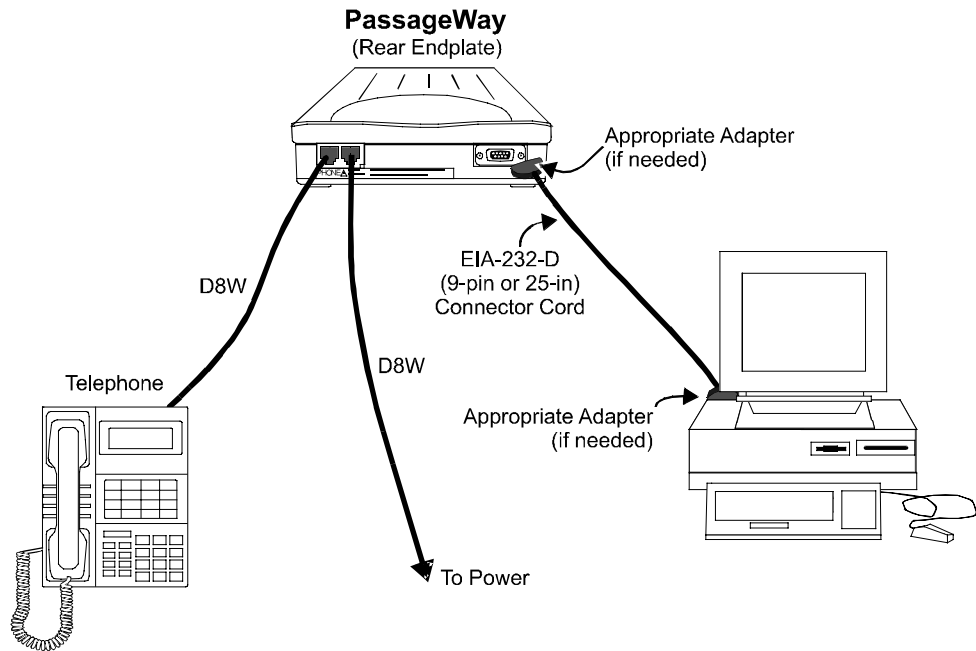 PassageWay
(Rear Endplate)
Appropriate Adapter
(if needed)
PHONE
EIA-232-D
(9-pin or 25-in)
Connector Cord
D8W
D8W
Telephone
Appropriate Adapter
(if needed)
To Power